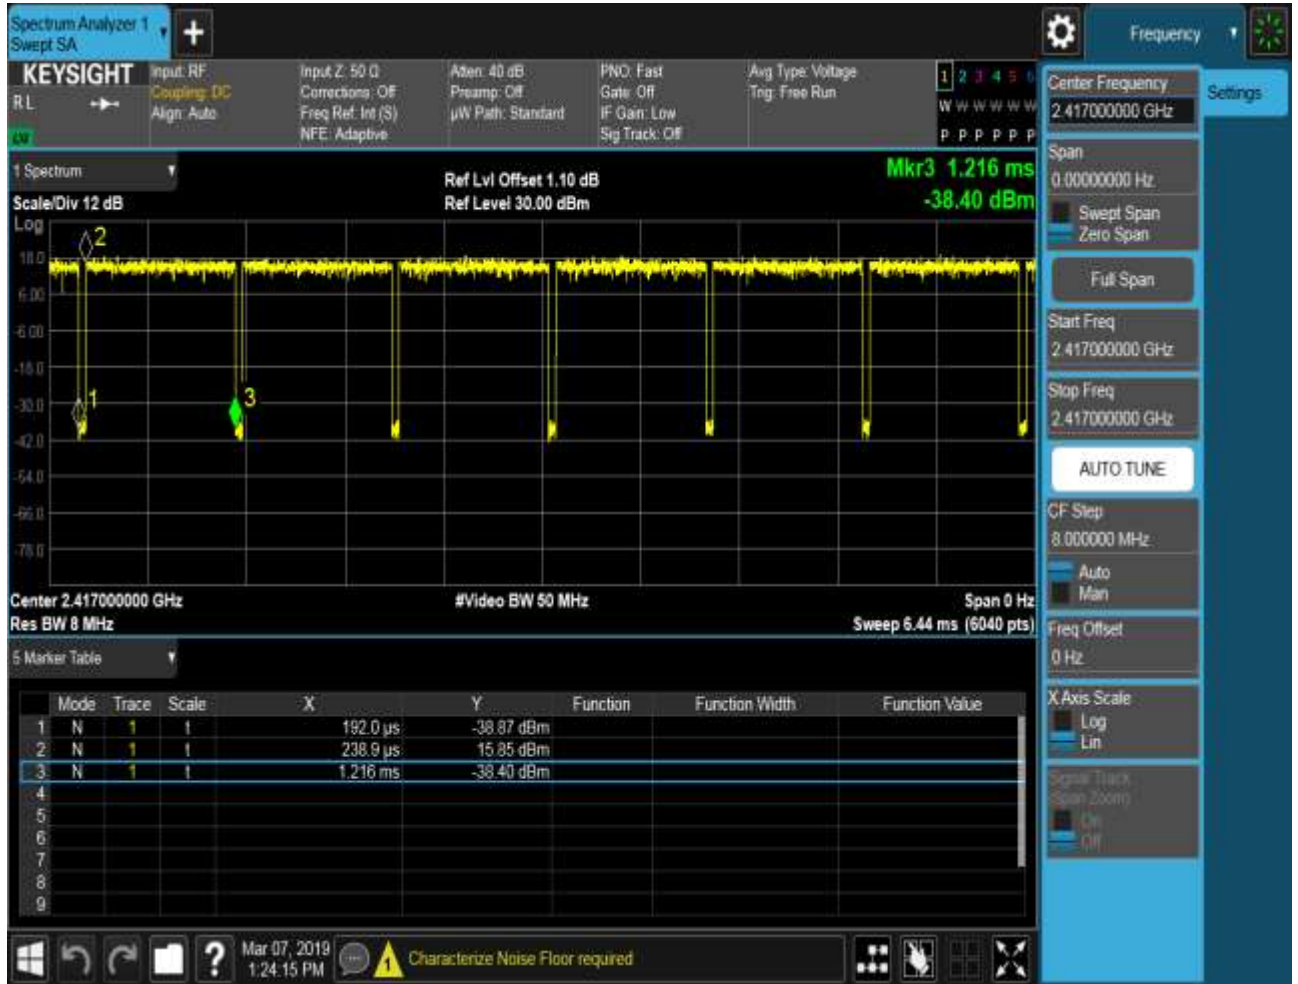 Spectrum Analyzer 1
Swept SA
+
Frequency
KEYSIGHT
R L
Input: RF
Coupling: DC
Align: Auto
Input Z: 50 Ω
Corrections: Off
Freq Ref: Int (S)
NFE: Adaptive
Atten: 40 dB
Preamp: Off
µW Path: Standard
PNO: Fast
Gate: Off
IF Gain: Low
Sig Track: Off
Avg Type: Voltage
Trig: Free Run
1 2 3 4 5 6
W W W W W W
P P P P P P
Center Frequency
2.417000000 GHz
Settings
1 Spectrum
Scale/Div 12 dB
Ref Lvl Offset 1.10 dB
Ref Level 30.00 dBm
Mkr3 1.216 ms
-38.40 dBm
Log
18.0
6.00
-6.00
-18.0
-30.0
-42.0
-54.0
-66.0
-78.0
2
1
3
Center 2.417000000 GHz
Res BW 8 MHz
#Video BW 50 MHz
Span 0 Hz
Sweep 6.44 ms (6040 pts)
Span
0.00000000 Hz
Swept Span
Zero Span
Full Span
Start Freq
2.417000000 GHz
Stop Freq
2.417000000 GHz
AUTO TUNE
CF Step
8.000000 MHz
Auto
Man
Freq Offset
0 Hz
X Axis Scale
Log
Lin
Signal Track
(Span Zoom)
On
Off
5 Marker Table
Mode Trace Scale X Y Function Function Width Function Value
1 N 1 t 192.0 µs -38.87 dBm
2 N 1 t 238.9 µs 15.85 dBm
3 N 1 t 1.216 ms -38.40 dBm
4
5
6
7
8
9
?
Mar 07, 2019
1:24:15 PM
1
Characterize Noise Floor required